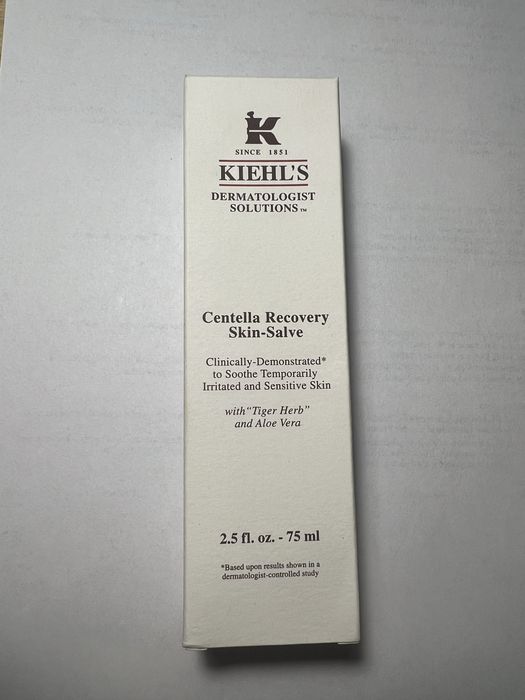 K
SINCE 1851
KIEHL'S
DERMATOLOGIST
SOLUTIONS™
Centella Recovery
Skin-Salve
Clinically-Demonstrated*
to Soothe Temporarily
Irritated and Sensitive Skin
with "Tiger Herb"
and Aloe Vera
2.5 fl. oz. - 75 ml
*Based upon results shown in a
dermatologist-controlled study